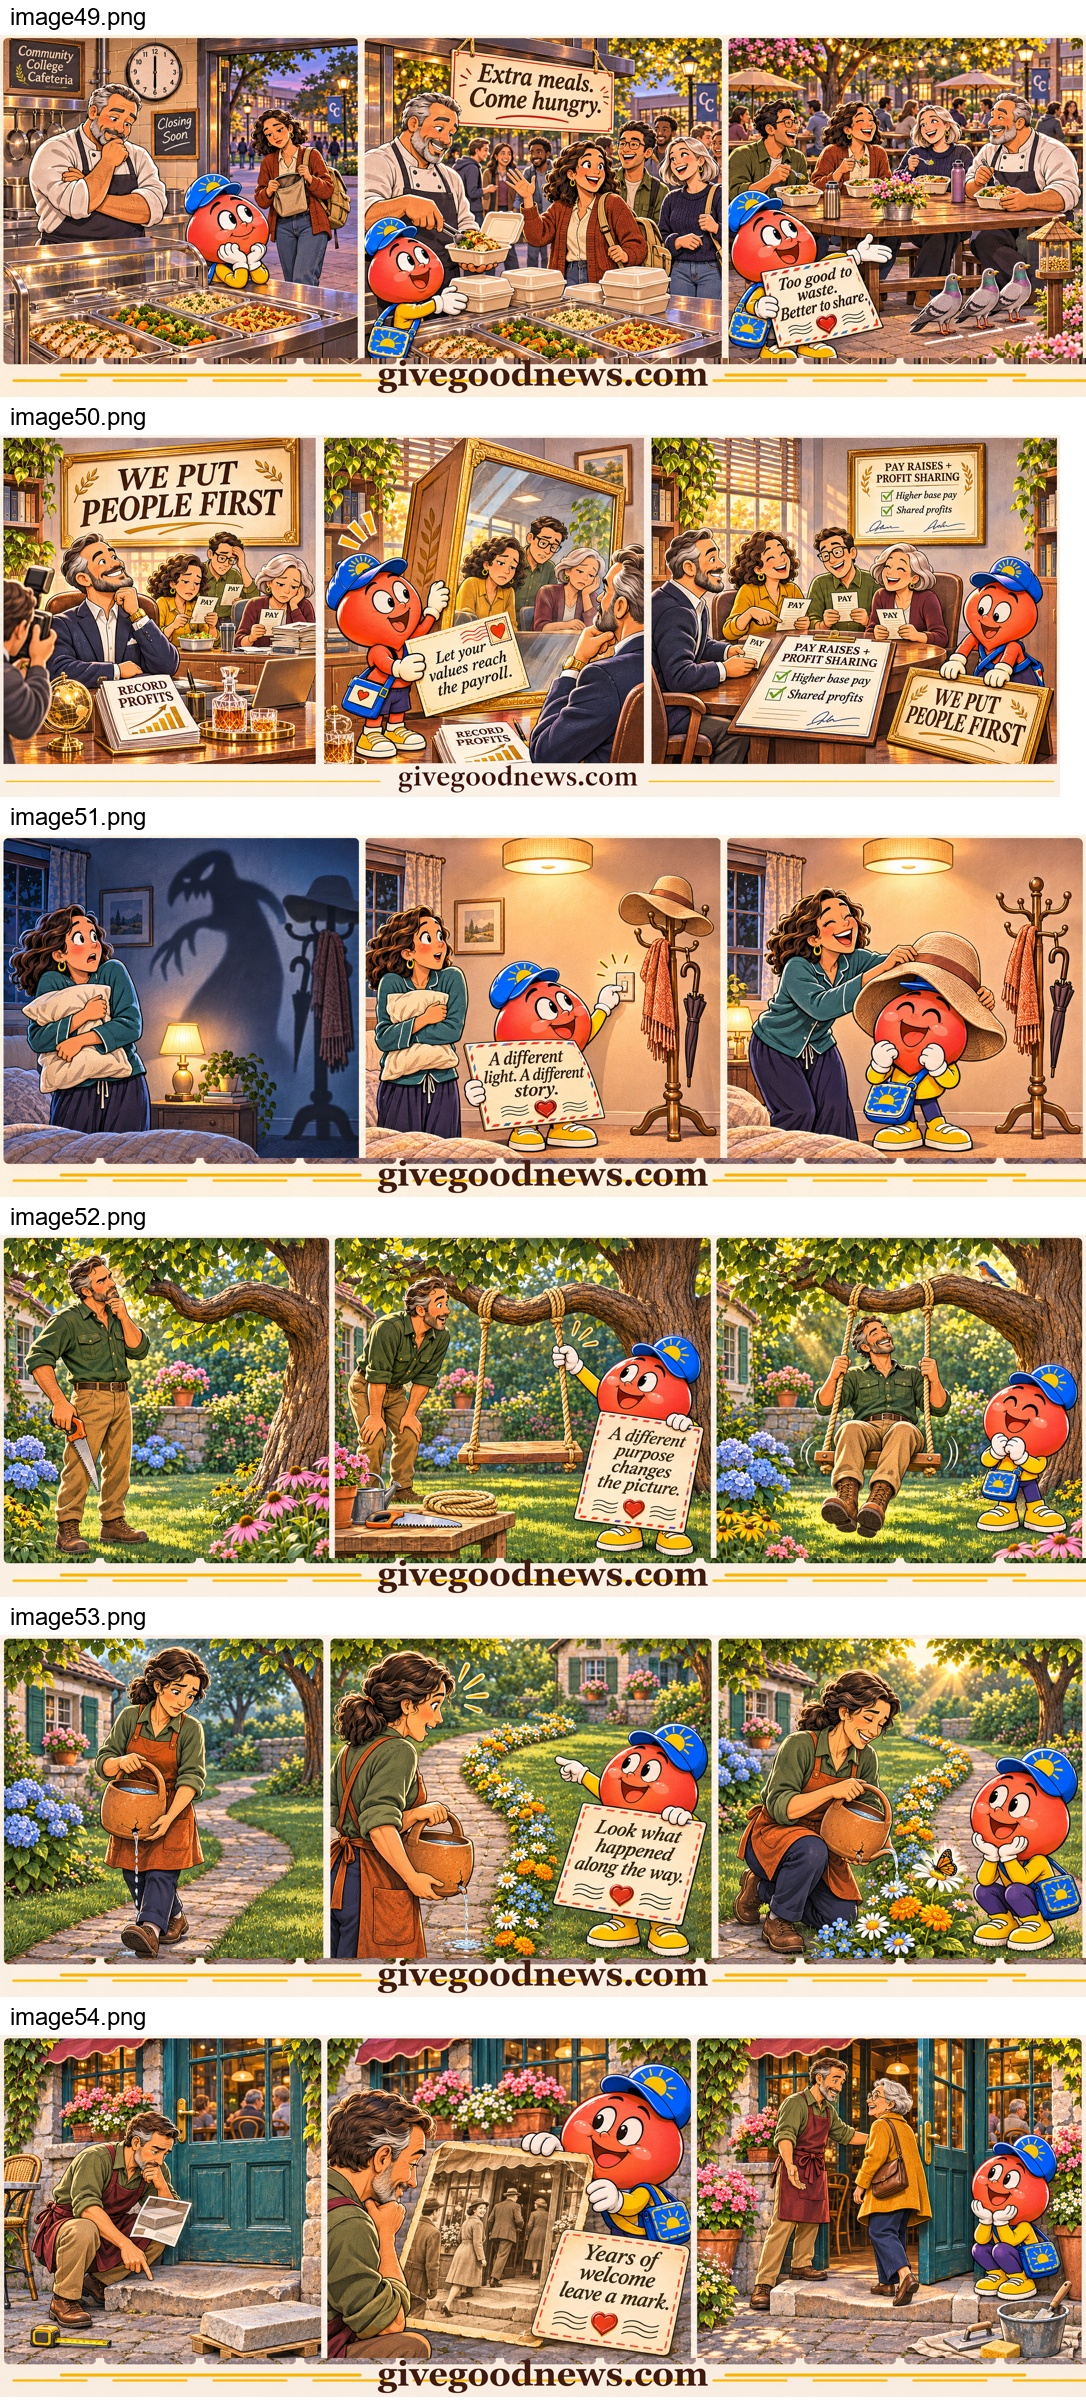 image49.png
Community
College
Cafeteria
Closing
Soon
CC
Extra meals.
Come hungry.
CC
CC
Too good to
waste.
Better to share.
givegoodnews.com
image50.png
WE PUT
PEOPLE FIRST
PAY
PAY
PAY
RECORD
PROFITS
Let your
values reach
the payroll.
RECORD
PROFITS
PAY RAISES +
PROFIT SHARING
Higher base pay
Shared profits
PAY
PAY
PAY
PAY
PAY RAISES +
PROFIT SHARING
Higher base pay
Shared profits
WE PUT
PEOPLE FIRST
givegoodnews.com
image51.png
A different
light. A different
story.
givegoodnews.com
image52.png
A different
purpose
changes
the picture.
givegoodnews.com
image53.png
Look what
happened
along the way.
givegoodnews.com
image54.png
Years of
welcome
leave a mark.
givegoodnews.com